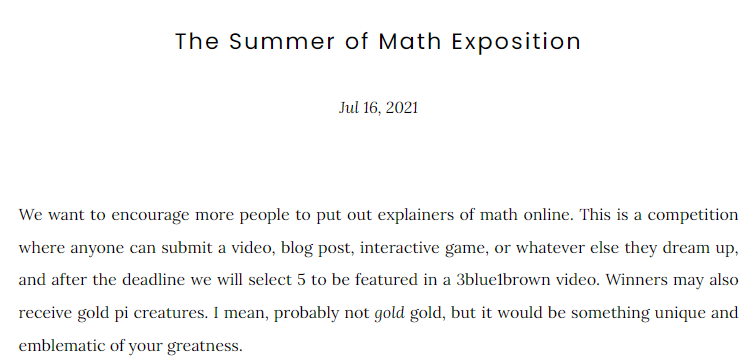 The Summer of Math Exposition
Jul 16, 2021
We want to encourage more people to put out explainers of math online. This is a competition
where anyone can submit a video, blog post, interactive game, or whatever else they dream up,
and after the deadline we will select 5 to be featured in a 3blue1brown video. Winners may also
receive gold pi creatures. I mean, probably not gold gold, but it would be something unique and
emblematic of your greatness.